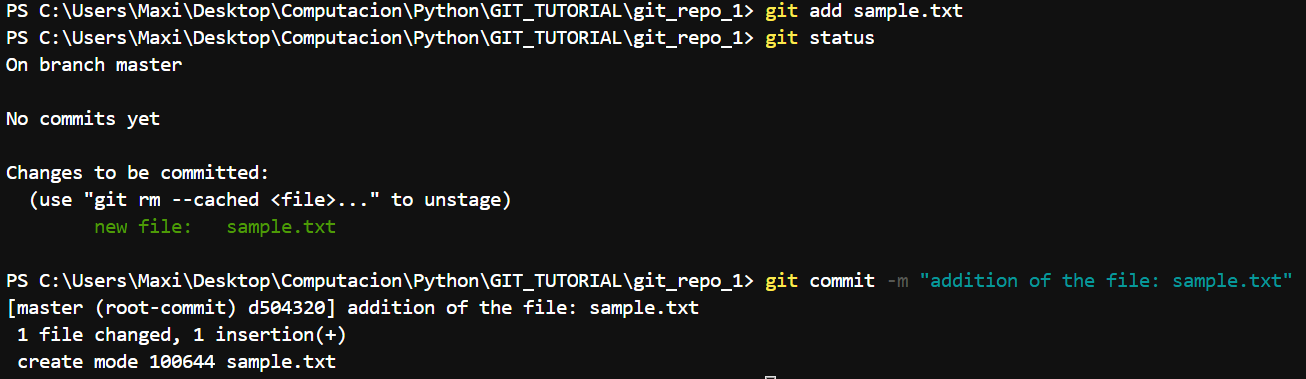 PS C:\Users\Maxi\Desktop\Computacion\Python\GIT_TUTORIAL\git_repo_1> git add sample.txt
PS C:\Users\Maxi\Desktop\Computacion\Python\GIT_TUTORIAL\git_repo_1> git status
On branch master

No commits yet

Changes to be committed:
  (use "git rm --cached <file>..." to unstage)
        new file:   sample.txt

PS C:\Users\Maxi\Desktop\Computacion\Python\GIT_TUTORIAL\git_repo_1> git commit -m "addition of the file: sample.txt"
[master (root-commit) d504320] addition of the file: sample.txt
 1 file changed, 1 insertion(+)
 create mode 100644 sample.txt